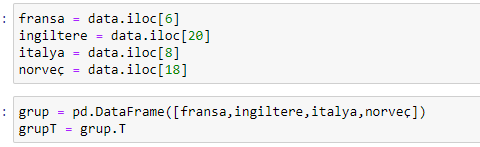 : fransa = data.iloc[6]
ingiltere = data.iloc[20]
italya = data.iloc[8]
norveç = data.iloc[18]
: grup = pd.DataFrame([fransa,ingiltere,italya,norveç])
grupT = grup.T